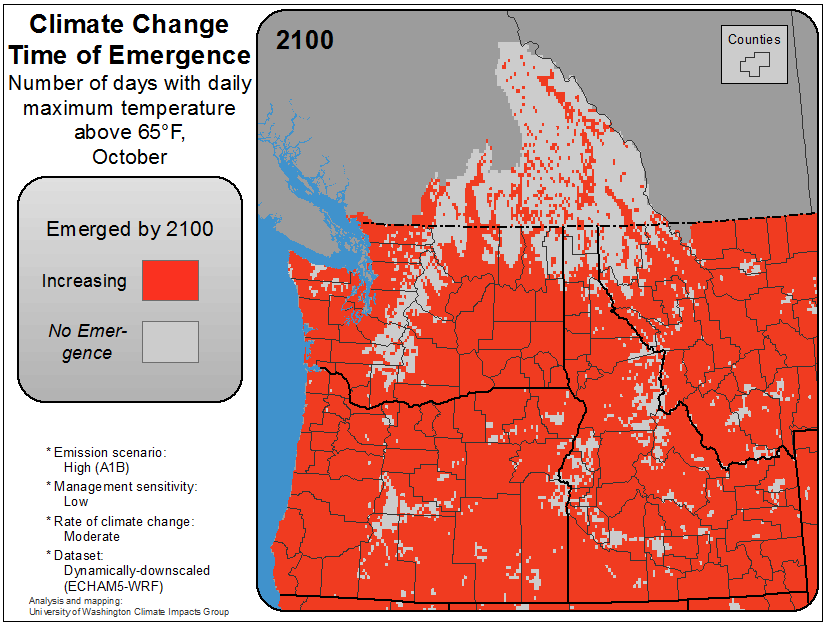 Climate Change
Time of Emergence
Number of days with daily
maximum temperature
above 65°F,
October
Emerged by 2100
Increasing
No Emer-
gence
* Emission scenario:
High (A1B)
* Management sensitivity:
Low
* Rate of climate change:
Moderate
* Dataset:
Dynamically-downscaled
(ECHAM5-WRF)
Analysis and mapping:
University of Washington Climate Impacts Group
2100
Counties